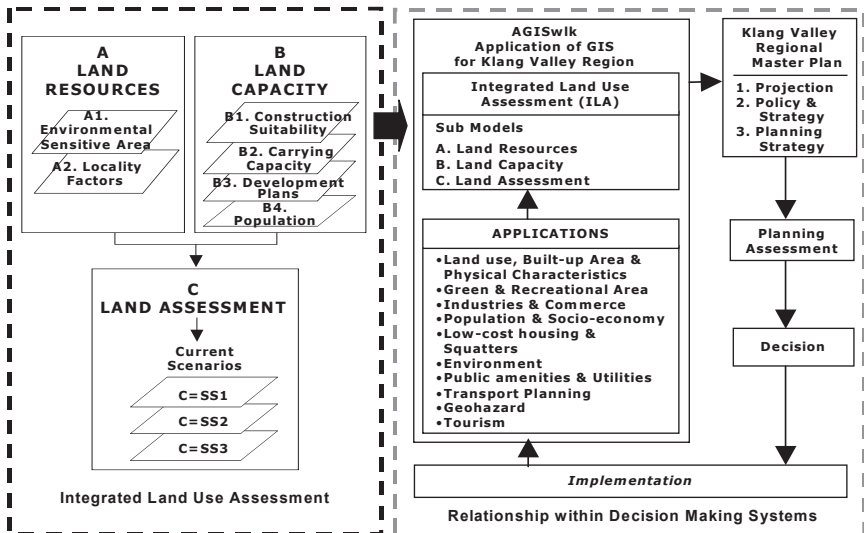 A
LAND
RESOURCES
A1.
Environmental
Sensitive Area
A2. Locality
Factors
B
LAND
CAPACITY
B1. Construction
Suitability
B2. Carrying
Capacity
B3. Development
Plans
B4.
Population
C
LAND ASSESSMENT
Current
Scenarios
C=SS1
C=SS2
C=SS3
Integrated Land Use Assessment
AGISwlk
Application of GIS
for Klang Valley Region
Integrated Land Use
Assessment (ILA)
Sub Models
A. Land Resources
B. Land Capacity
C. Land Assessment
APPLICATIONS
•Land use, Built-up Area &
Physical Characteristics
•Green & Recreational Area
•Industries & Commerce
•Population & Socio-economy
•Low-cost housing &
Squatters
•Environment
•Public amenities & Utilities
•Transport Planning
•Geohazard
•Tourism
Klang Valley
Regional
Master Plan
1. Projection
2. Policy &
Strategy
3. Planning
Strategy
Planning
Assessment
Decision
Implementation
Relationship within Decision Making Systems